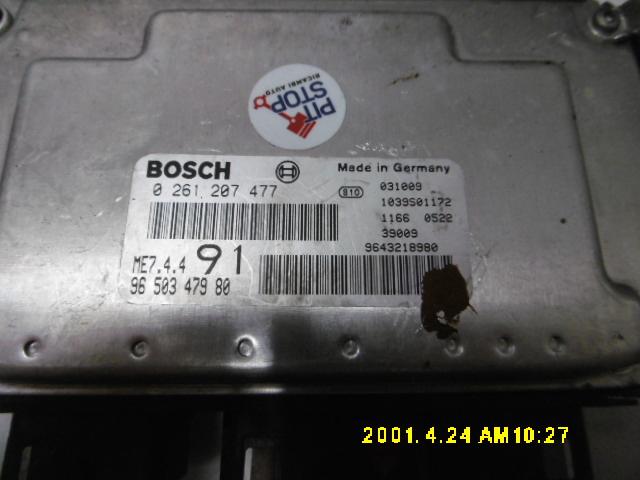 PIT
STOP
RICAMBI AUTO
BOSCH
Made in Germany
0 261 207 477
810
031009
1039S01172
1166 0522
39009
9643218980
ME7.4.4 91
96 503 479 80
2001.4.24 AM10:27